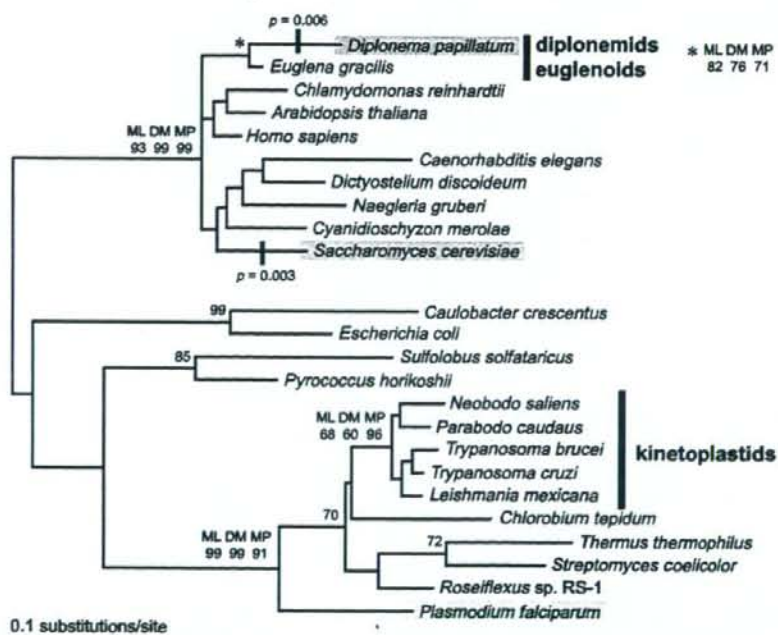 p = 0.006
* Diplonema papillatum
diplonemids
* ML DM MP
Euglena gracilis
euglenoids
82 76 71
Chlamydomonas reinhardtii
Arabidopsis thaliana
ML DM MP
Homo sapiens
93 99 99
Caenorhabditis elegans
Dictyostelium discoideum
Naegleria gruberi
Cyanidioschyzon merolae
Saccharomyces cerevisiae
p = 0.003
99
Caulobacter crescentus
Escherichia coli
85
Sulfolobus solfataricus
Pyrococcus horikoshii
Neobodo saliens
ML DM MP
Parabodo caudaus
68 60 96
Trypanosoma brucei
kinetoplastids
Trypanosoma cruzi
Leishmania mexicana
70
Chlorobium tepidum
ML DM MP
72
Thermus thermophilus
99 99 91
Streptomyces coelicolor
Roseiflexus sp. RS-1
Plasmodium falciparum
0.1 substitutions/site